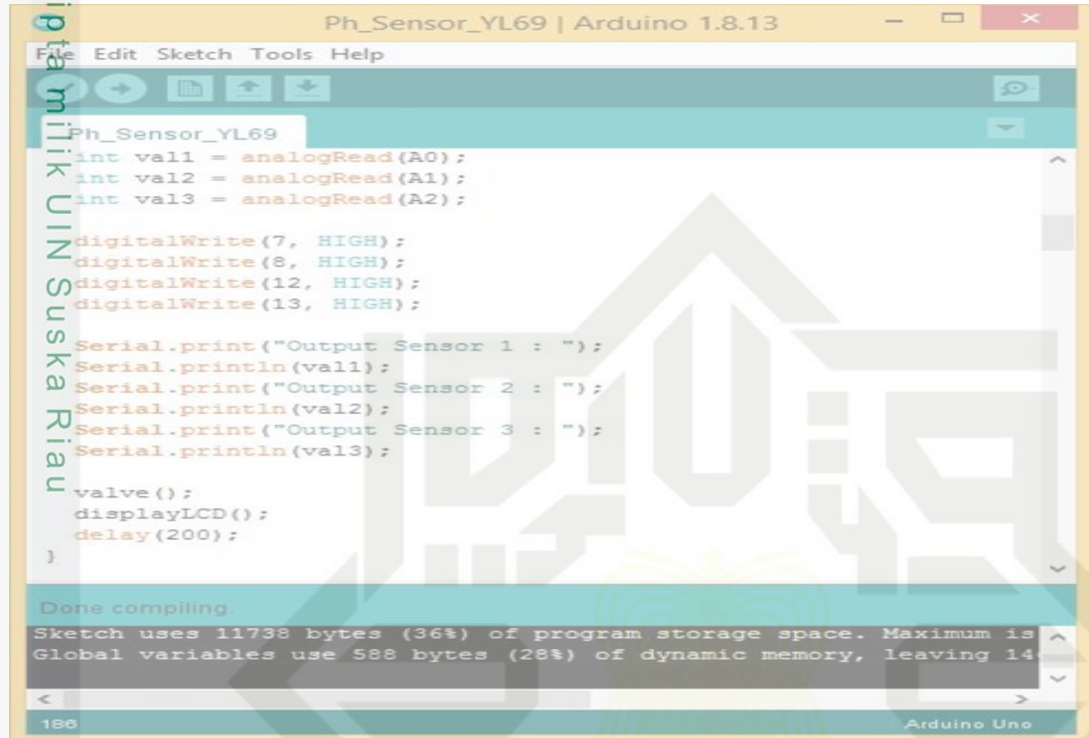 Ph_Sensor_YL69 | Arduino 1.8.13
File Edit Sketch Tools Help
Ph_Sensor_YL69
int val1 = analogRead(A0);
int val2 = analogRead(A1);
int val3 = analogRead(A2);
digitalWrite(7, HIGH);
digitalWrite(8, HIGH);
digitalWrite(12, HIGH);
digitalWrite(13, HIGH);
Serial.print("Output Sensor 1 : ");
Serial.println(val1);
Serial.print("Output Sensor 2 : ");
Serial.println(val2);
Serial.print("Output Sensor 3 : ");
Serial.println(val3);
valve();
displayLCD();
delay(200);
}
Done compiling.
Sketch uses 11738 bytes (36%) of program storage space. Maximum is
Global variables use 588 bytes (28%) of dynamic memory, leaving 14
186
Arduino Uno
milik UIN Suska Riau